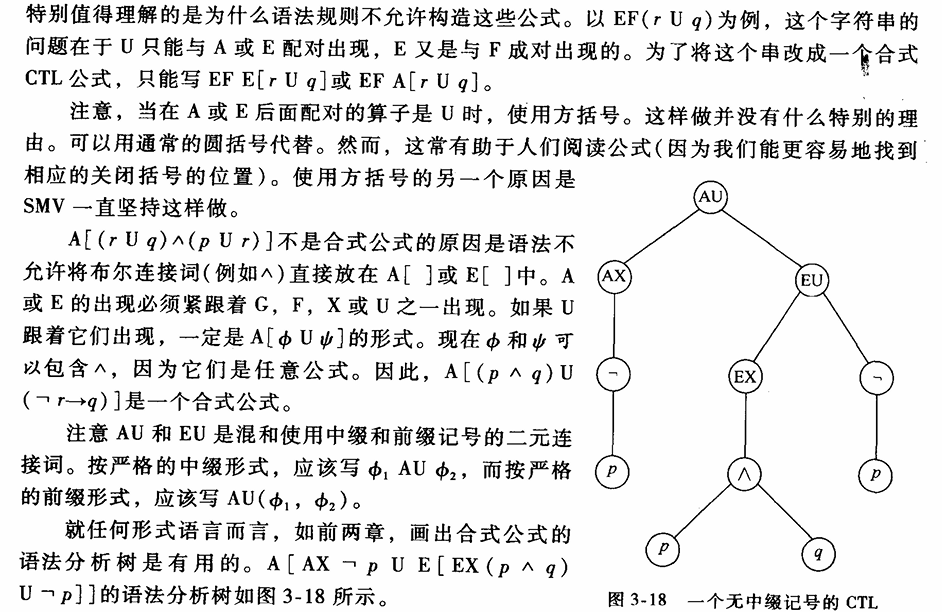 特别值得理解的是为什么语法规则不允许构造这些公式。以 EF(r U q)为例，这个字符串的
问题在于 U 只能与 A 或 E 配对出现，E 又是与 F 成对出现的。为了将这个串改成一个合式
CTL 公式，只能写 EF E[r U q]或 EF A[r U q]。
注意，当在 A 或 E 后面配对的算子是 U 时，使用方括号。这样做并没有什么特别的理
由。可以用通常的圆括号代替。然而，这常有助于人们阅读公式(因为我们能更容易地找到
相应的关闭括号的位置)。使用方括号的另一个原因是
SMV 一直坚持这样做。
A[(r U q)∧(p U r)]不是合式公式的原因是语法不
允许将布尔连接词(例如∧)直接放在 A[ ]或 E[ ]中。A
或 E 的出现必须紧跟着 G，F，X 或 U 之一出现。如果 U
跟着它们出现，一定是 A[ϕ U ψ]的形式。现在 ϕ 和 ψ 可
以包含∧，因为它们是任意公式。因此，A[(p ∧ q)U
(¬ r→q)]是一个合式公式。
注意 AU 和 EU 是混和使用中缀和前缀记号的二元连
接词。按严格的中缀形式，应该写 ϕ₁ AU ϕ₂，而按严格
的前缀形式，应该写 AU(ϕ₁，ϕ₂)。
就任何形式语言而言，如前两章，画出合式公式的
语法分析树是有用的。A[AX ¬ p U E[EX(p ∧ q)
U ¬ p]]的语法分析树如图 3-18 所示。
AU
AX EU
¬ EX ¬
p ∧ p
p q
图 3-18 一个无中缀记号的 CTL